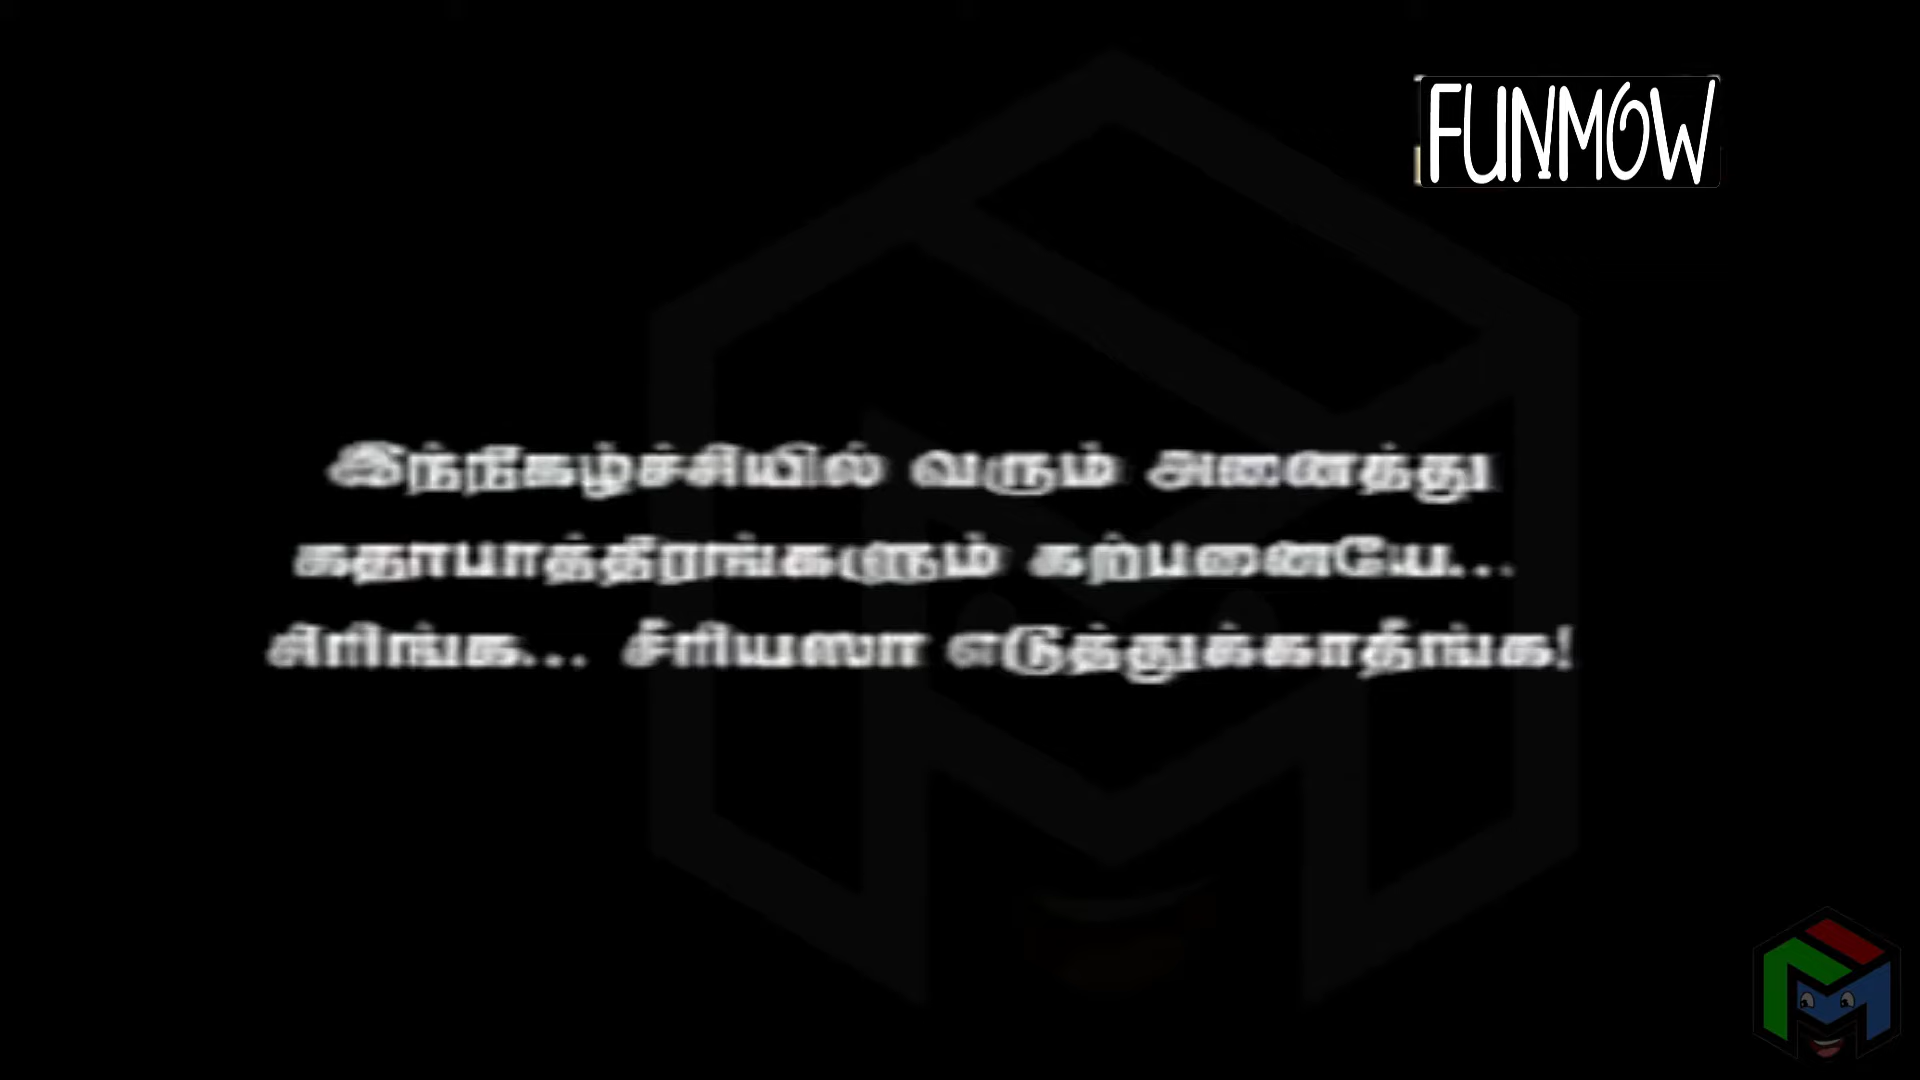 FUNMOW
இந்நிகழ்ச்சியில் வரும் அனைத்து
கதாபாத்திரங்களும் கற்பனையே...
சிரிங்க... சீரியஸா எடுத்துக்காதீங்க!